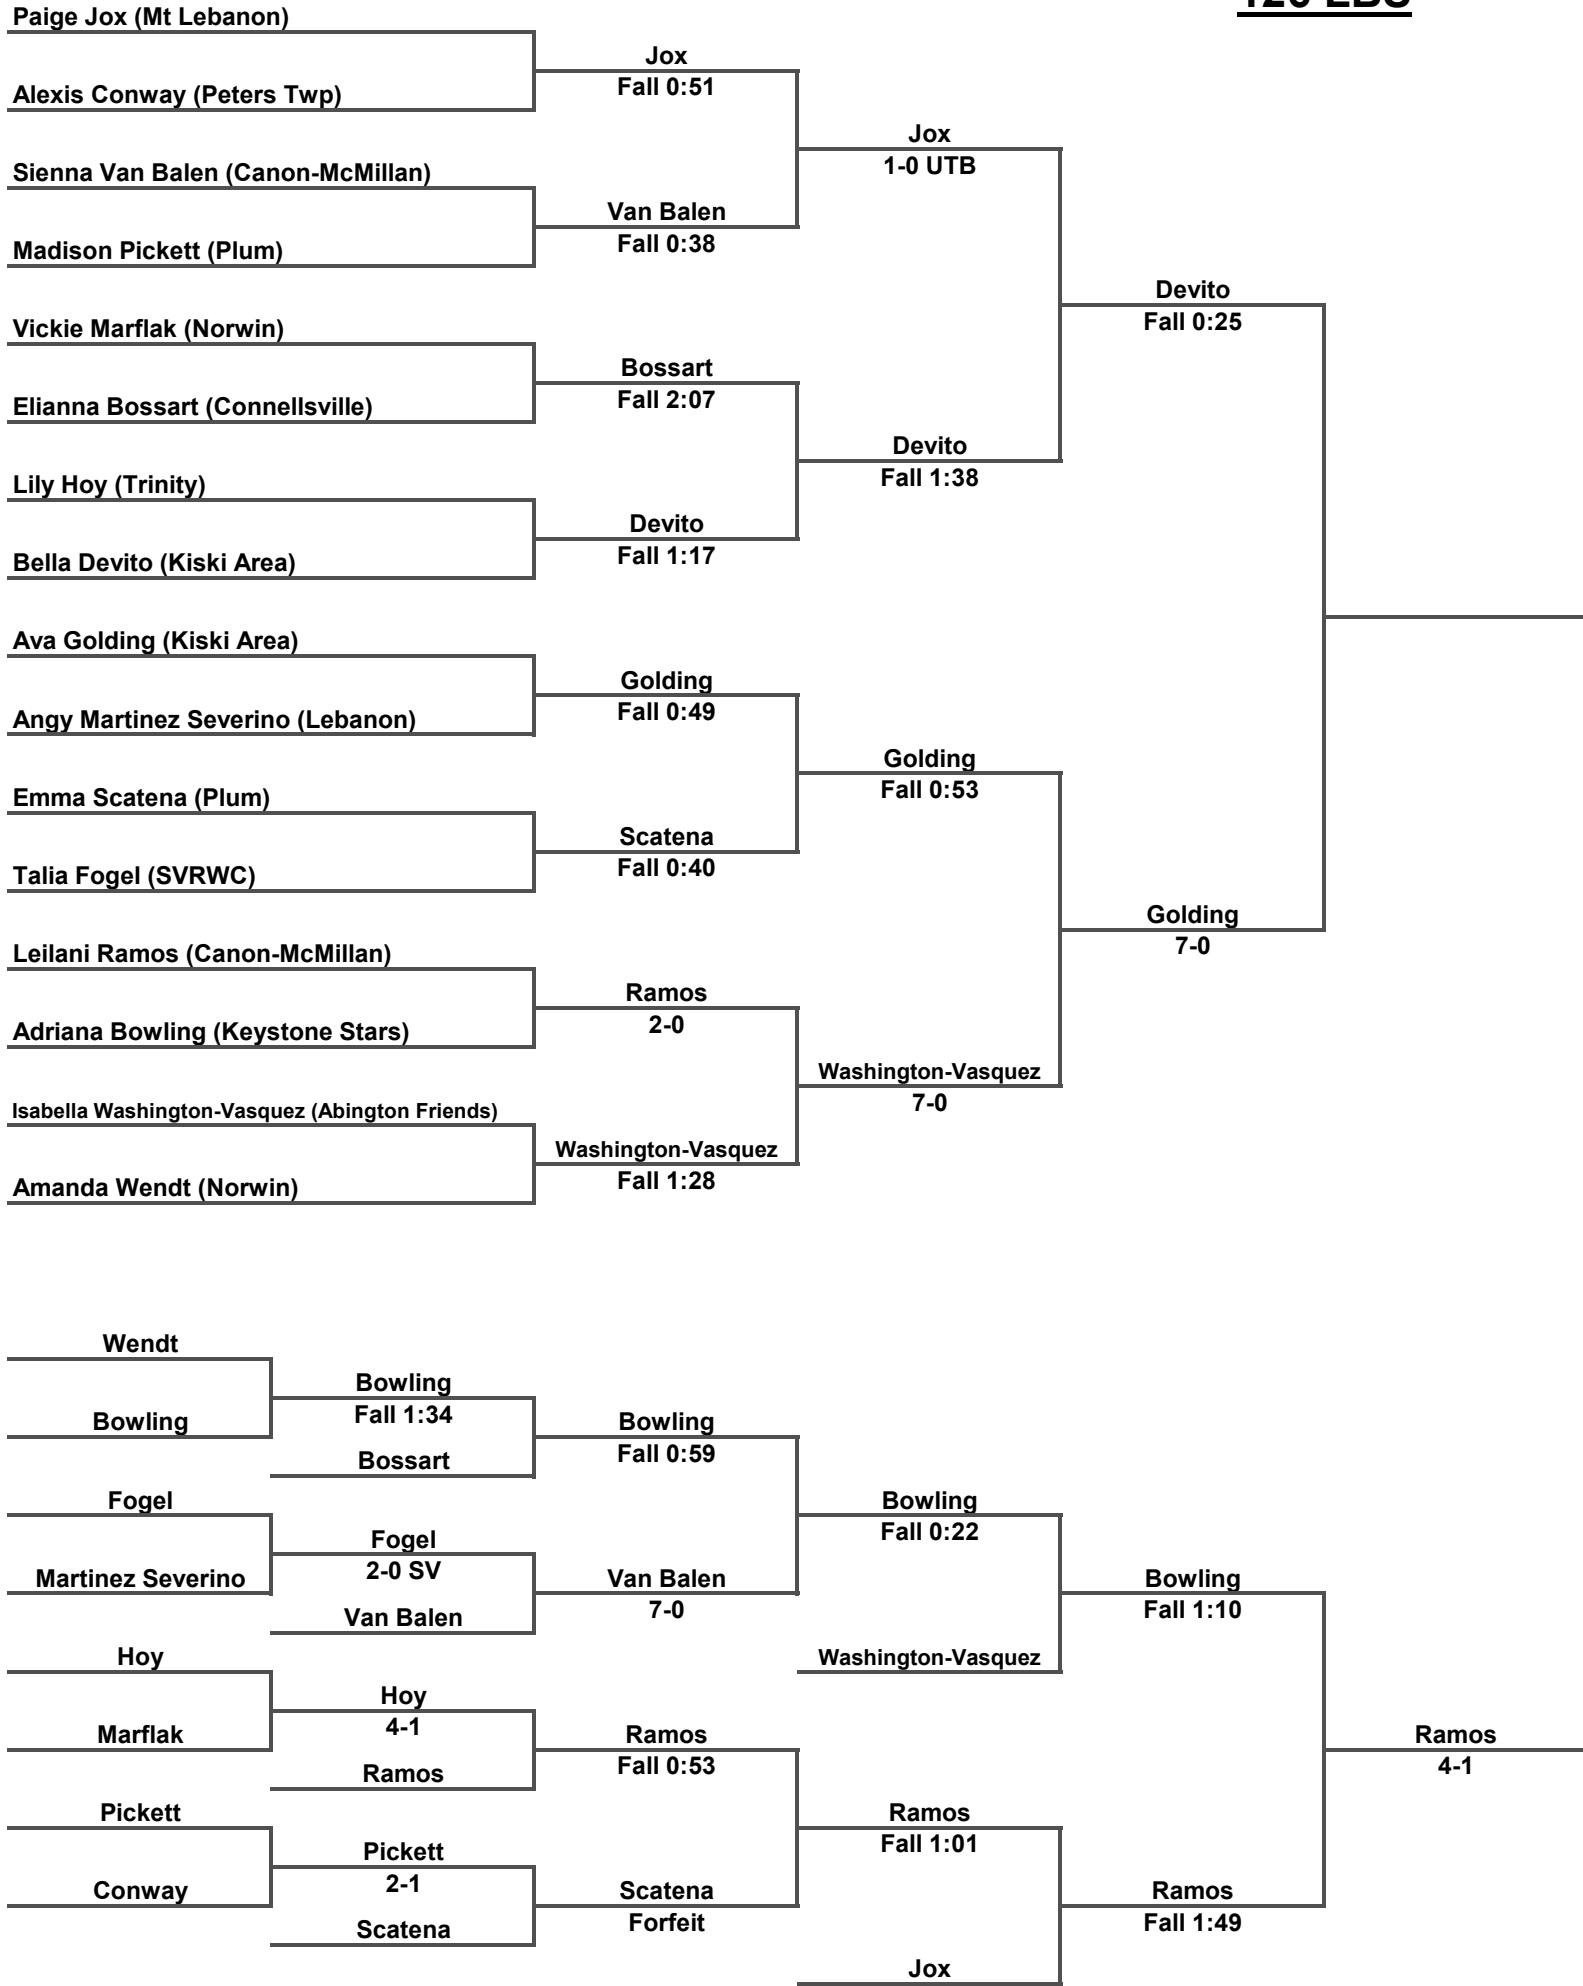 LBS
Paige Jox (Mt Lebanon)
Jox
Fall 0:51
Alexis Conway (Peters Twp)
Jox
1-0 UTB
Sienna Van Balen (Canon-McMillan)
Van Balen
Fall 0:38
Madison Pickett (Plum)
Devito
Fall 0:25
Vickie Marflak (Norwin)
Bossart
Fall 2:07
Elianna Bossart (Connellsville)
Devito
Fall 1:38
Lily Hoy (Trinity)
Devito
Fall 1:17
Bella Devito (Kiski Area)
Ava Golding (Kiski Area)
Golding
Fall 0:49
Angy Martinez Severino (Lebanon)
Golding
Fall 0:53
Emma Scatena (Plum)
Scatena
Fall 0:40
Talia Fogel (SVRWC)
Golding
7-0
Leilani Ramos (Canon-McMillan)
Ramos
2-0
Adriana Bowling (Keystone Stars)
Washington-Vasquez
7-0
Isabella Washington-Vasquez (Abington Friends)
Washington-Vasquez
Fall 1:28
Amanda Wendt (Norwin)
Wendt
Bowling
Fall 1:34
Bowling
Bowling
Fall 0:59
Bossart
Fogel
Bowling
Fall 0:22
Fogel
2-0 SV
Martinez Severino
Van Balen
7-0
Bowling
Fall 1:10
Van Balen
Hoy
Washington-Vasquez
Hoy
4-1
Marflak
Ramos
Fall 0:53
Ramos
4-1
Ramos
Pickett
Ramos
Fall 1:01
Pickett
2-1
Conway
Scatena
Forfeit
Ramos
Fall 1:49
Scatena
Jox